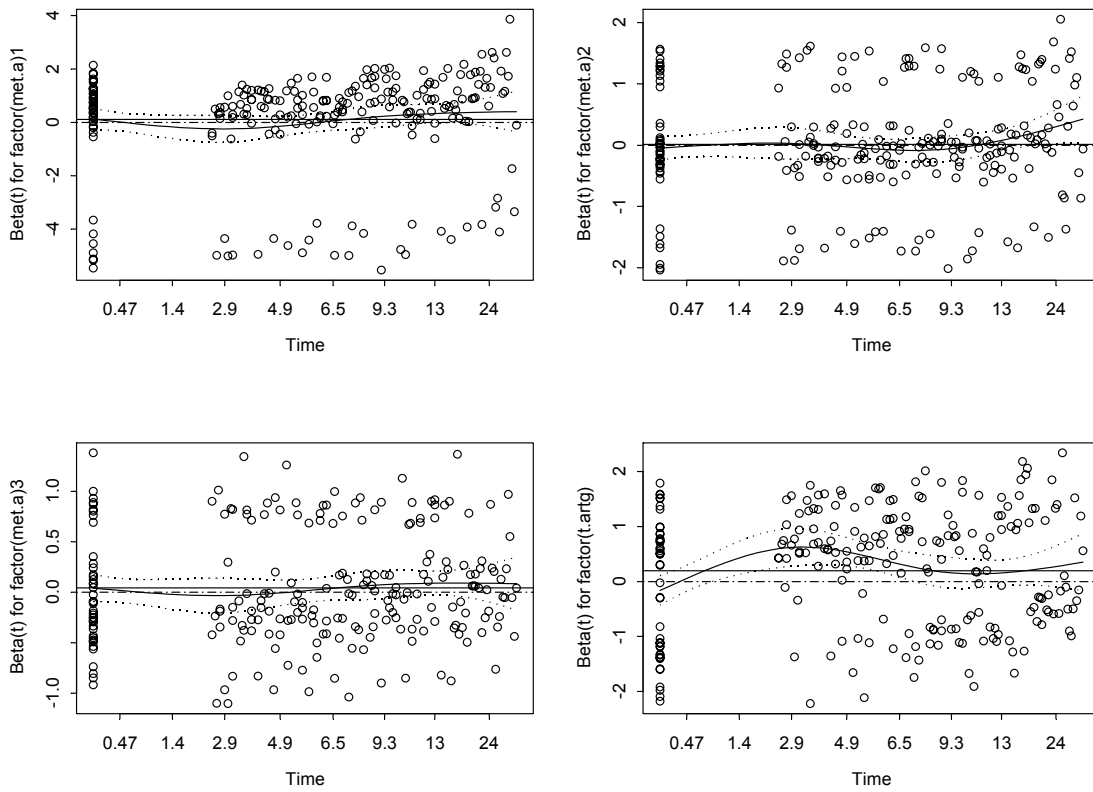 4
2
0
2
4
Beta(t) for factor(met.a)1
0.47 1.4 2.9 4.9 6.5 9.3 13 24
Time
2
1
0
-1
-2
Beta(t) for factor(met.a)2
0.47 1.4 2.9 4.9 6.5 9.3 13 24
Time
1.0
0.5
0.0
-1.0
Beta(t) for factor(met.a)3
0.47 1.4 2.9 4.9 6.5 9.3 13 24
Time
2
1
0
-1
-2
Beta(t) for factor(t.artg)
0.47 1.4 2.9 4.9 6.5 9.3 13 24
Time